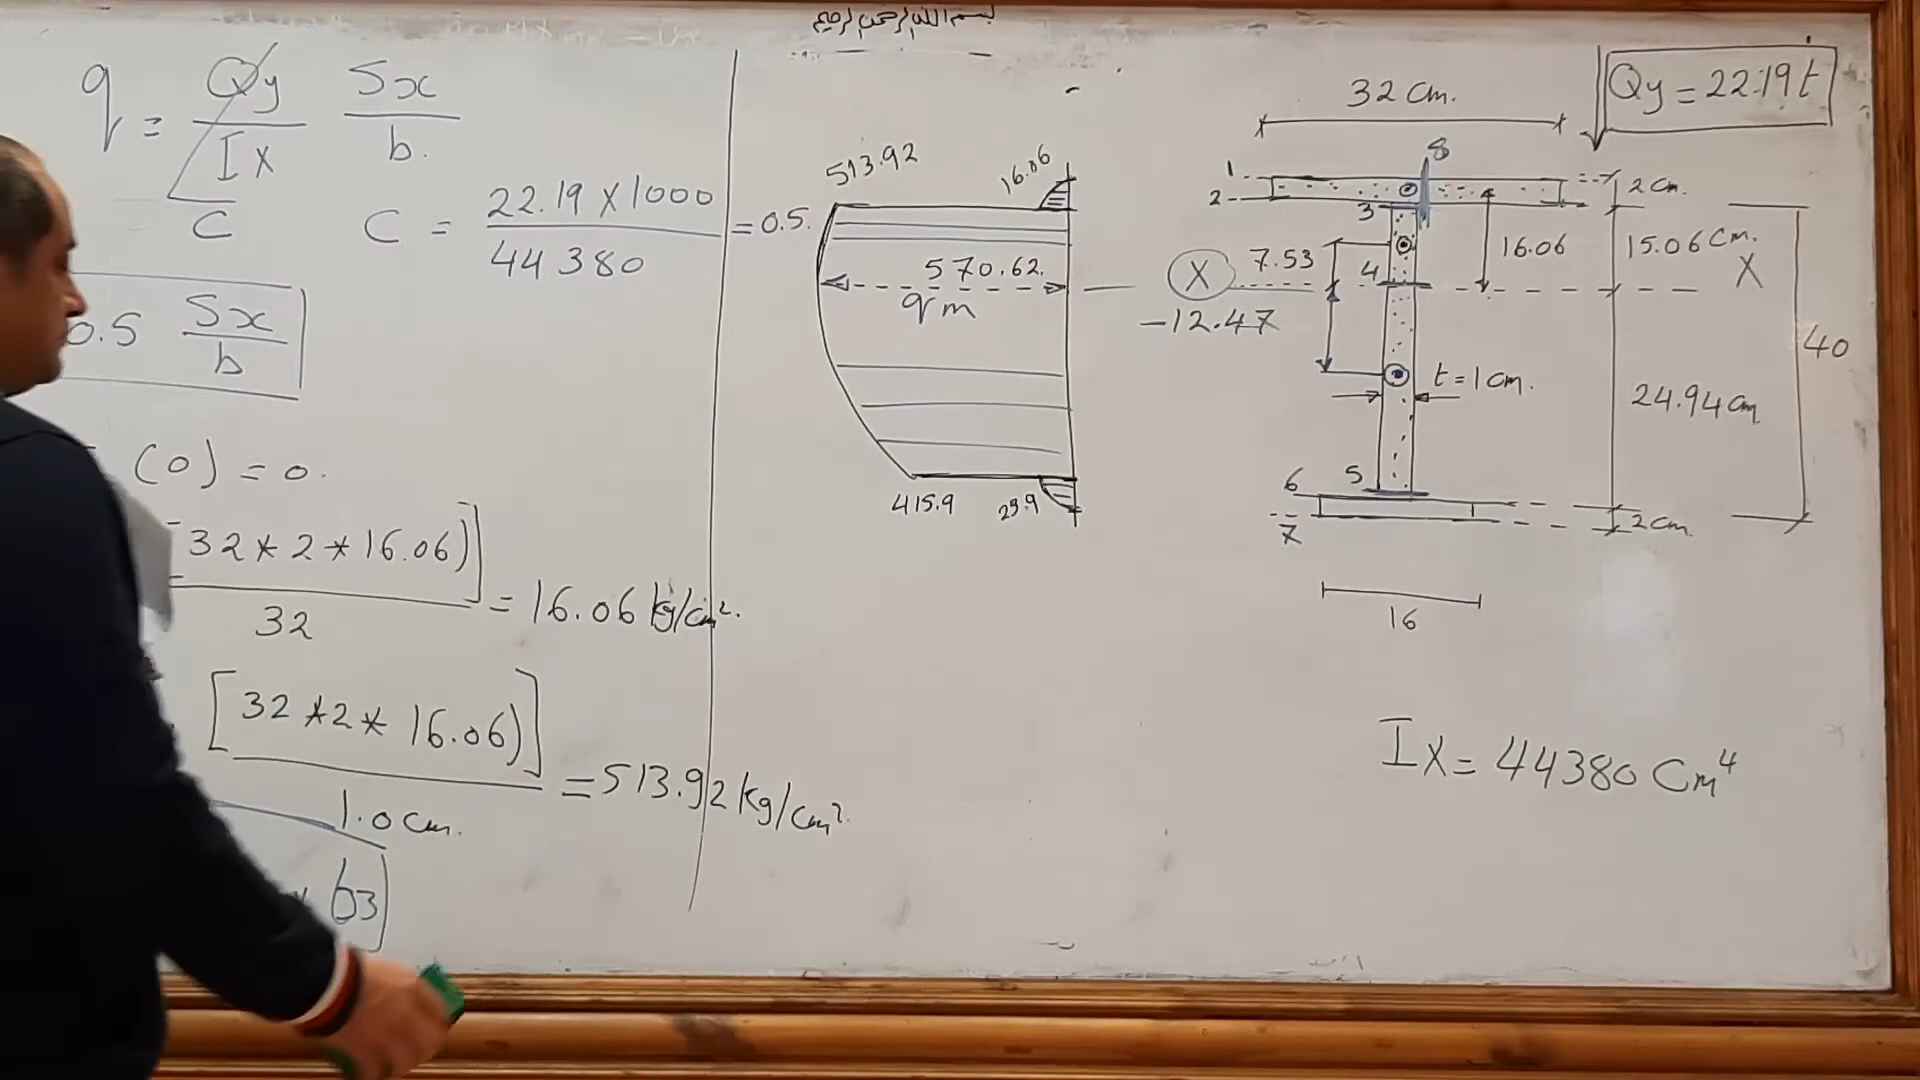 بسم الله الرحمن الرحيم
q = Qy / Ix Sx / b.
C
C = 22.19 X 1000 / 44 380 = 0.5.
0.5 Sx / b
(0) = 0.
32 * 2 * 16.06)] / 32 = 16.06 kg/cm².
[32 * 2 * 16.06)] / 1.0 cm. = 513.92 kg/cm².
b3
513.92
16.06
570.62.
qm
415.9
X
Qy = 22.19 t
32 cm.
8
1
2
3
2 cm.
7.53
4
16.06
15.06 cm.
X
-12.47
40
t = 1 cm.
24.94 cm
6
5
7
2 cm
16
Ix = 44380 Cm⁴